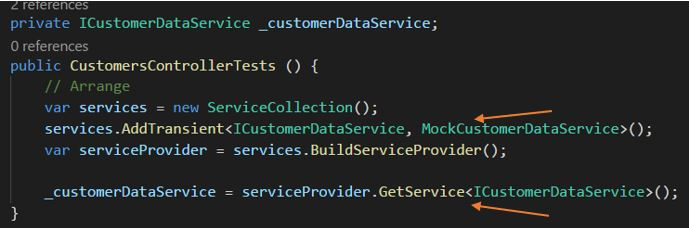 2 references
private ICustomerDataService _customerDataService;
0 references
public CustomersControllerTests () {
// Arrange
var services = new ServiceCollection();
services.AddTransient<ICustomerDataService, MockCustomerDataService>();
var serviceProvider = services.BuildServiceProvider();
_customerDataService = serviceProvider.GetService<ICustomerDataService>();
}